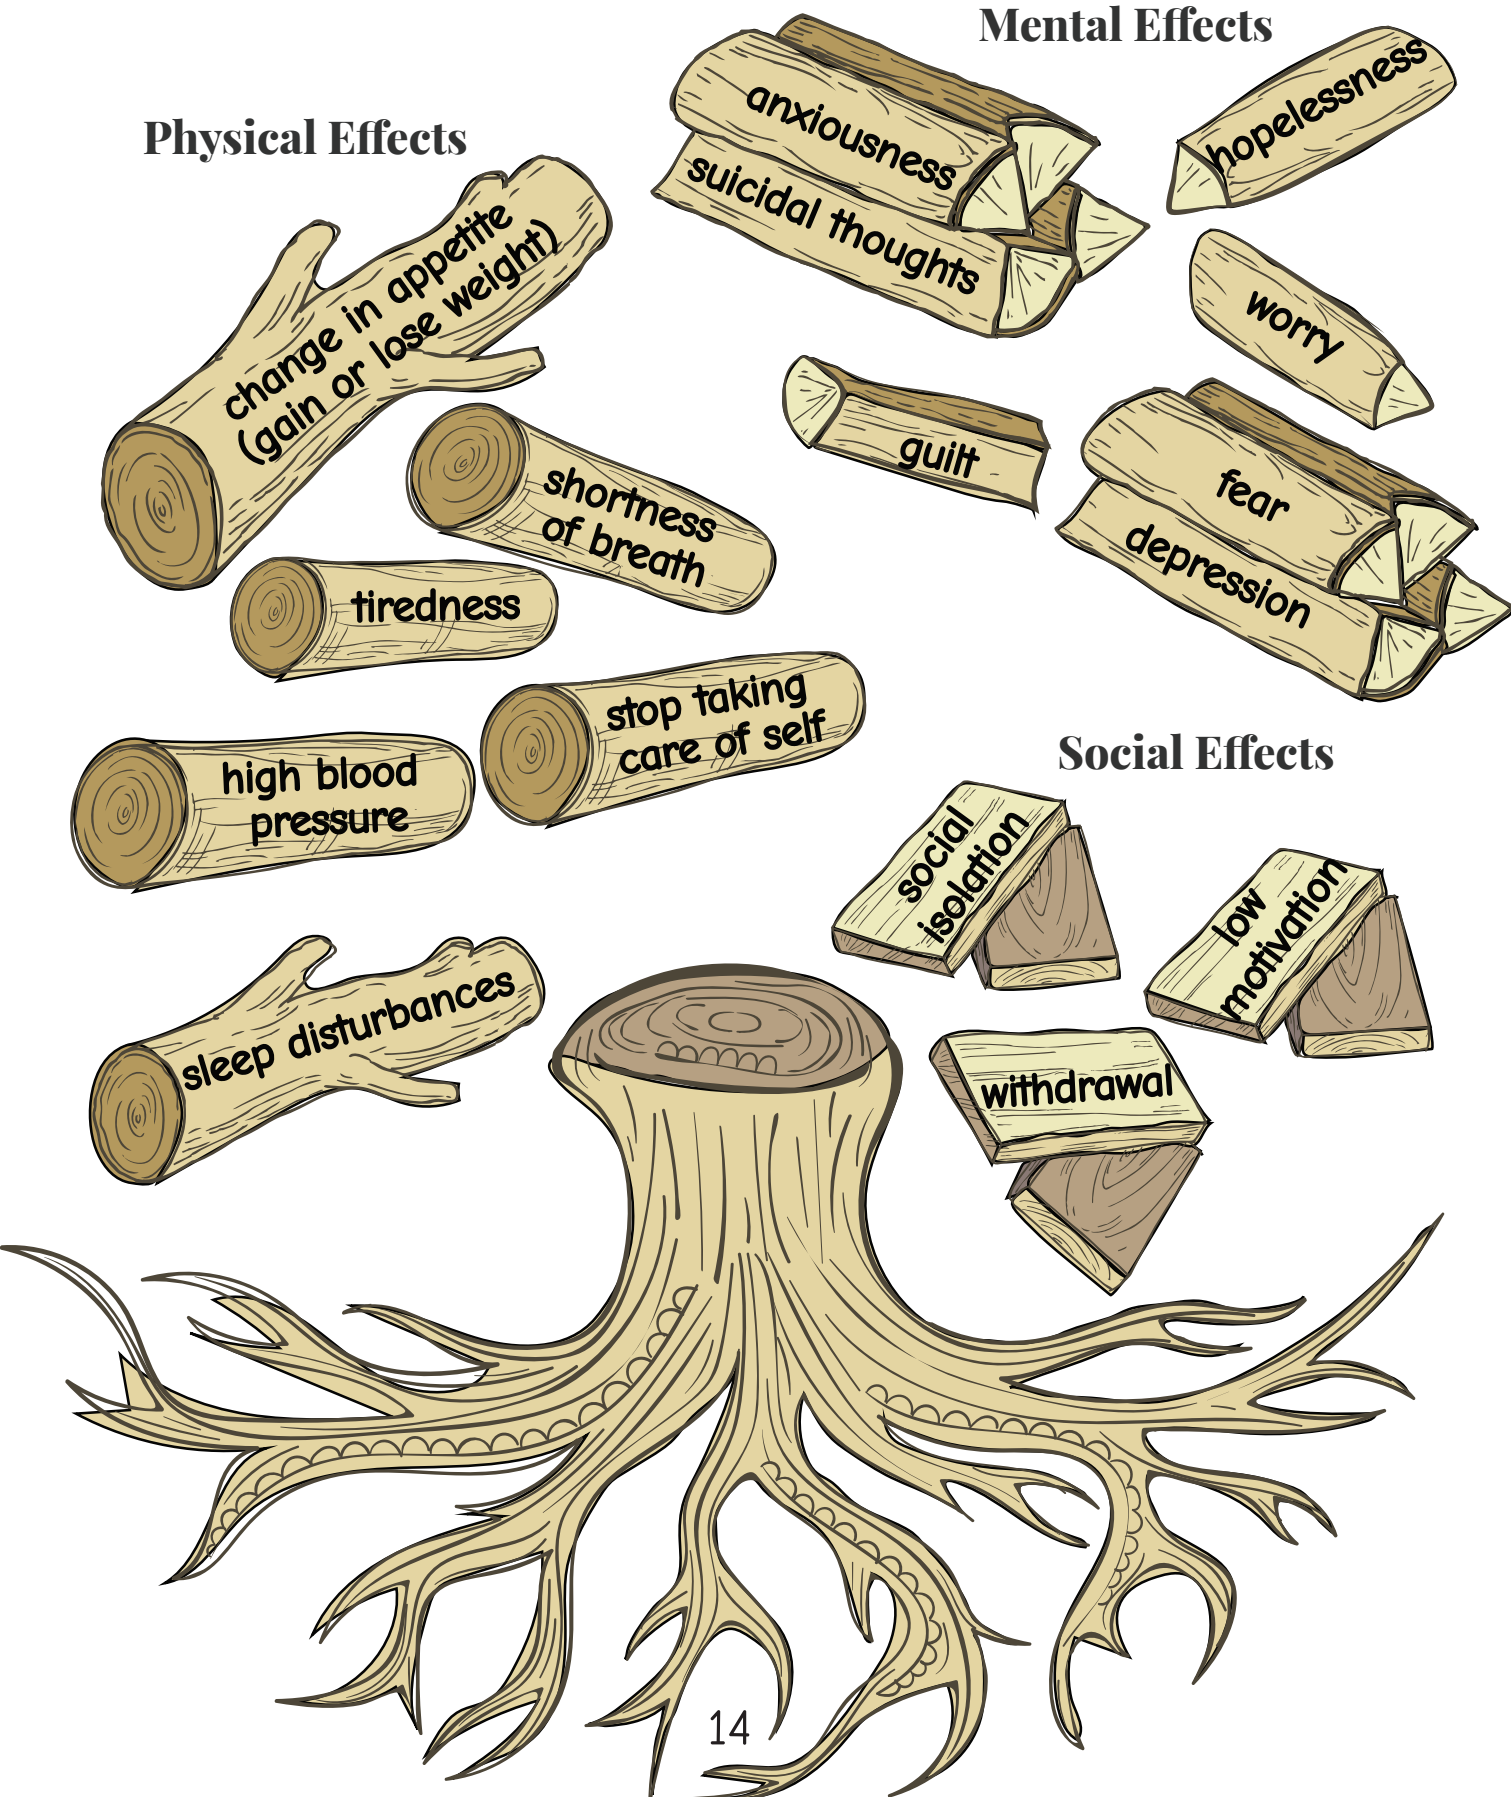 Mental Effects
anxiousness
suicidal thoughts
hopelessness
worry
guilt
fear
depression
Physical Effects
change in appetite
(gain or lose weight)
shortness
of breath
tiredness
stop taking
care of self
high blood
pressure
sleep disturbances
Social Effects
social
isolation
low
motivation
withdrawal
14